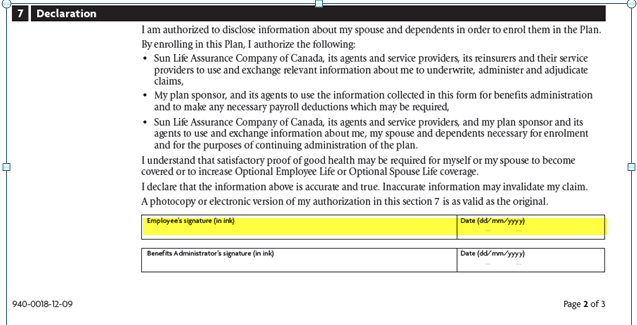 7 Declaration
I am authorized to disclose information about my spouse and dependents in order to enrol them in the Plan.
By enrolling in this Plan, I authorize the following:
• Sun Life Assurance Company of Canada, its agents and service providers, its reinsurers and their service
providers to use and exchange relevant information about me to underwrite, administer and adjudicate
claims,
• My plan sponsor, and its agents to use the information collected in this form for benefits administration
and to make any necessary payroll deductions which may be required,
• Sun Life Assurance Company of Canada, its agents and service providers, and my plan sponsor and its
agents to use and exchange information about me, my spouse and dependents necessary for enrolment
and for the purposes of continuing administration of the plan.
I understand that satisfactory proof of good health may be required for myself or my spouse to become
covered or to increase Optional Employee Life or Optional Spouse Life coverage.
I declare that the information above is accurate and true. Inaccurate information may invalidate my claim.
A photocopy or electronic version of my authorization in this section 7 is as valid as the original.
Employee's signature (in ink) Date (dd/mm/yyyy)
Benefits Administrator's signature (in ink) Date (dd/mm/yyyy)
940-0018-12-09 Page 2 of 3